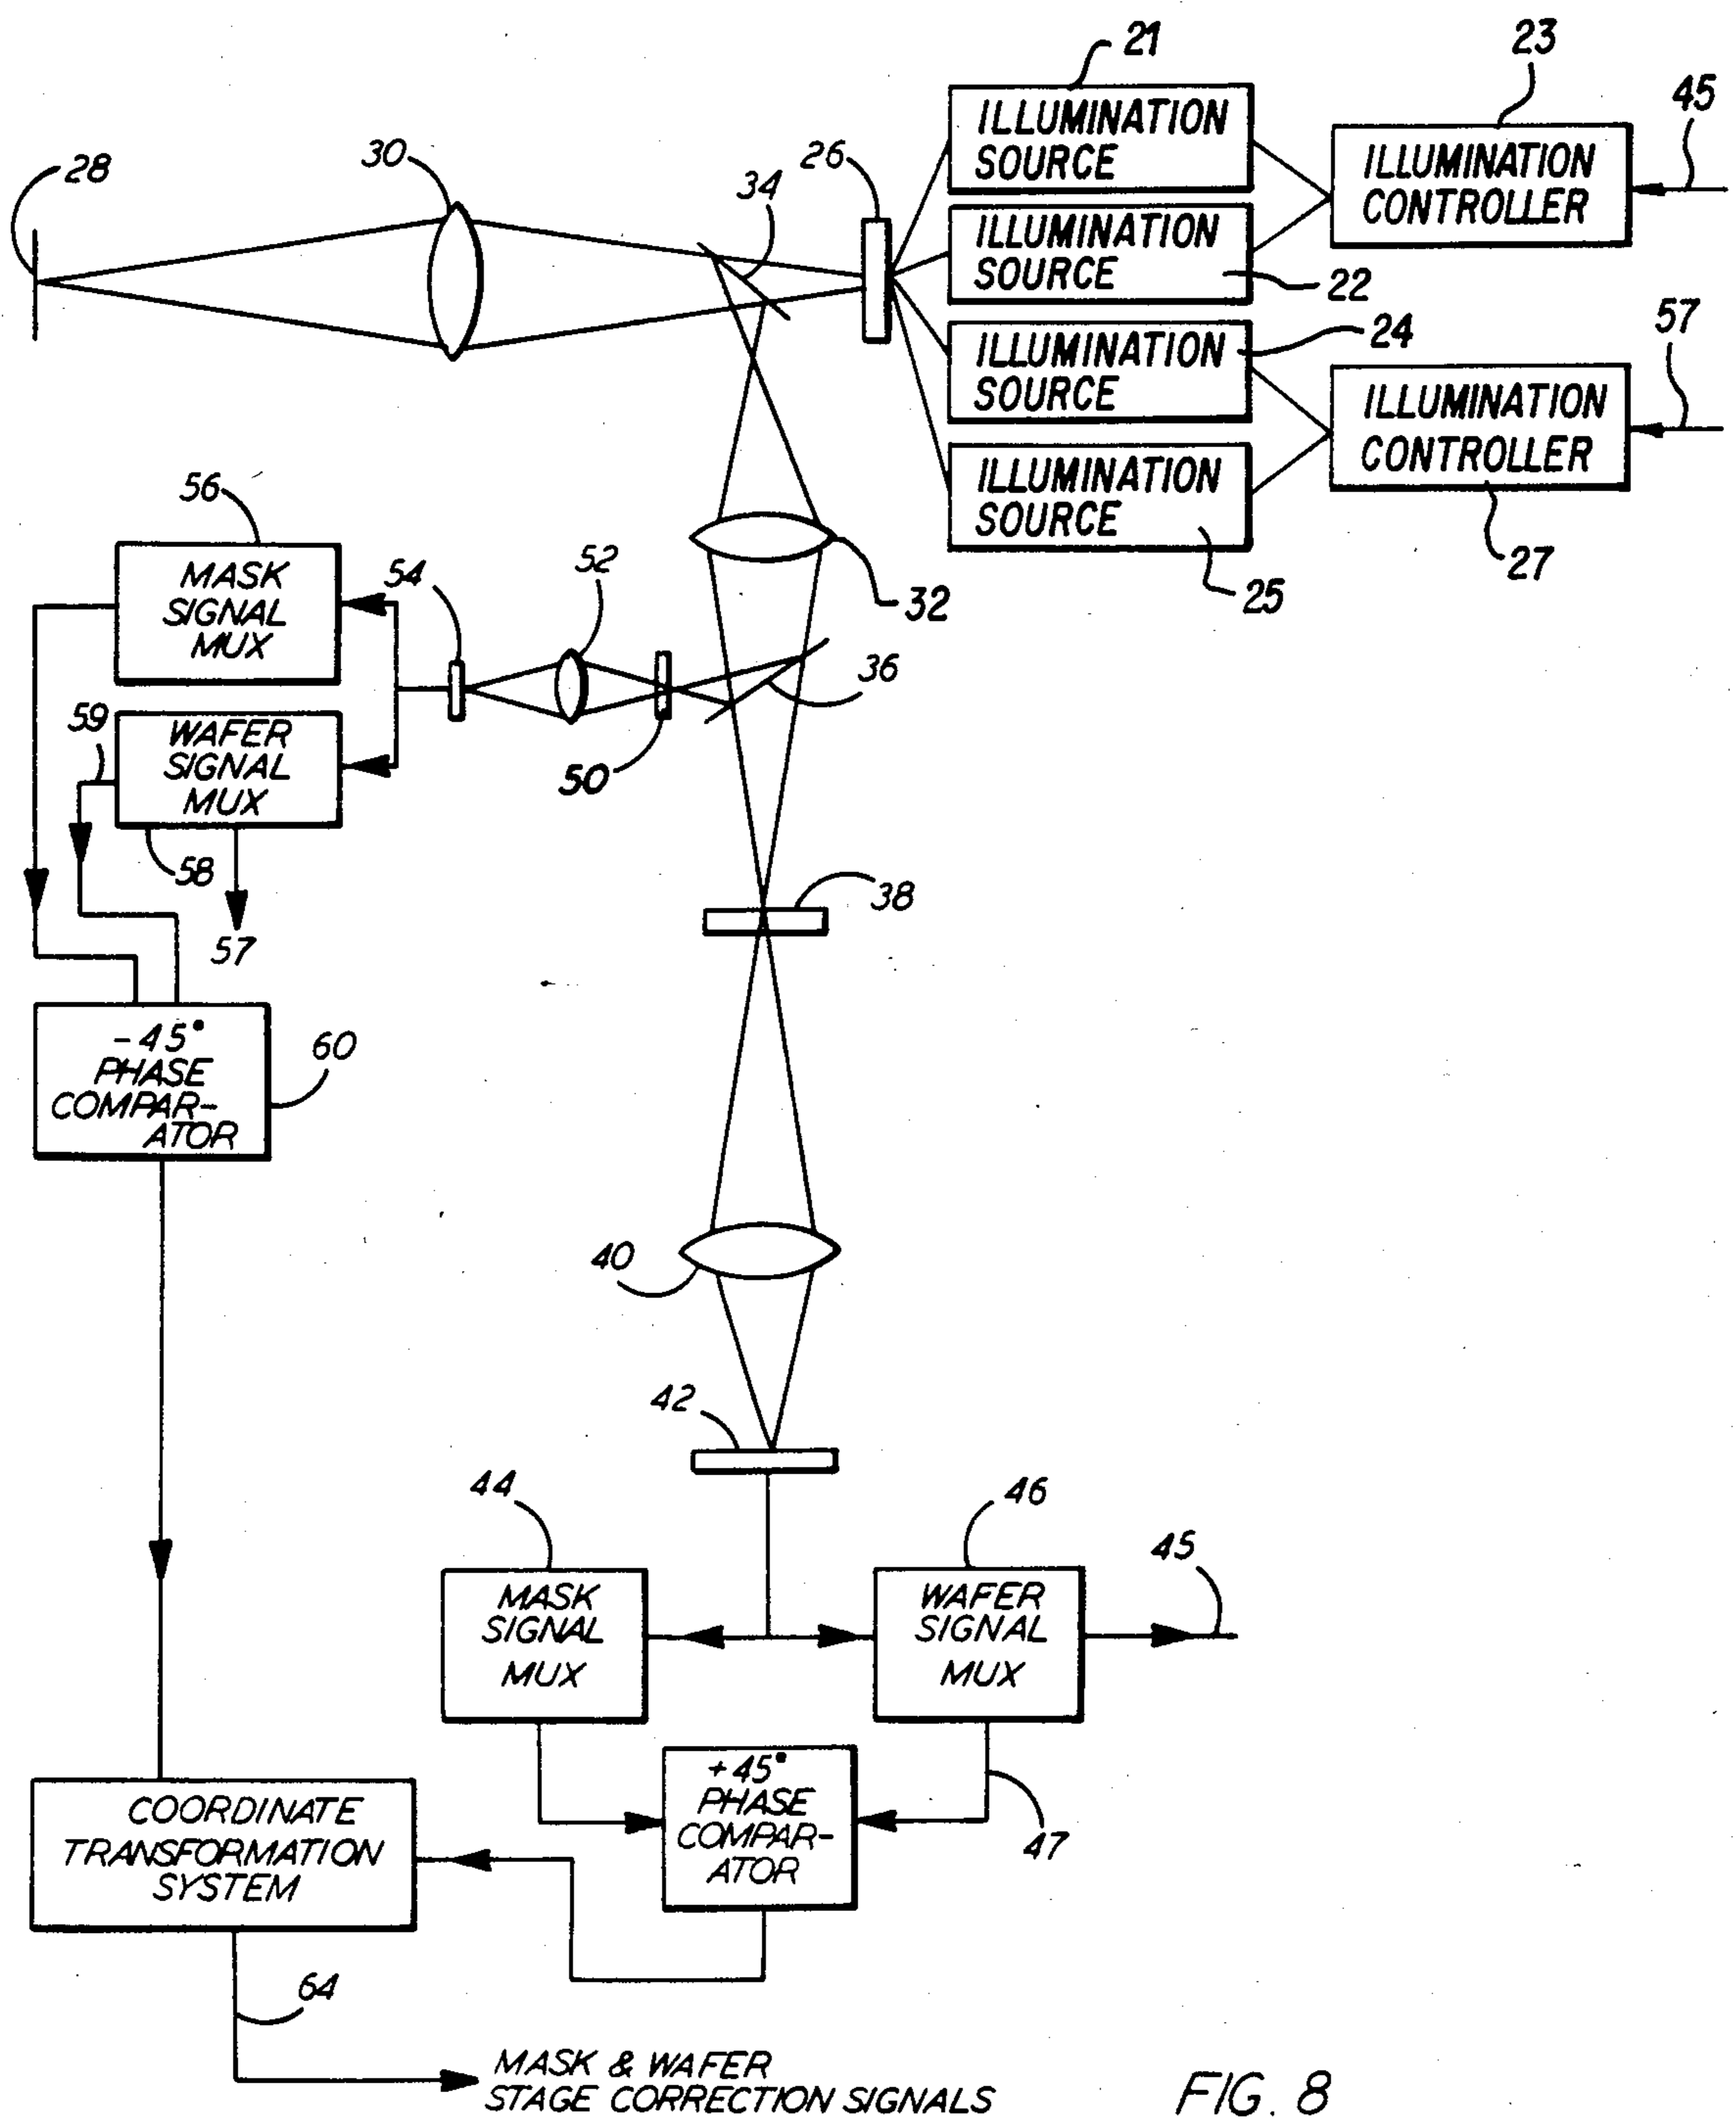 21
23
45
ILLUMINATION
SOURCE
ILLUMINATION
CONTROLLER
28
30
26
34
ILLUMINATION
SOURCE
22
24
57
ILLUMINATION
SOURCE
ILLUMINATION
CONTROLLER
ILLUMINATION
SOURCE
25
27
32
56
MASK
SIGNAL
MUX
54
52
36
50
59
WAFER
SIGNAL
MUX
58
57
38
-45°
PHASE
COMPAR-
ATOR
60
40
42
44
46
45
MASK
SIGNAL
MUX
WAFER
SIGNAL
MUX
+45°
PHASE
COMPAR-
ATOR
47
COORDINATE
TRANSFORMATION
SYSTEM
64
MASK & WAFER
STAGE CORRECTION SIGNALS
FIG. 8